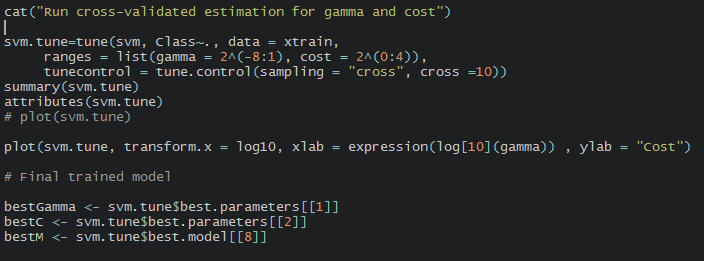 cat("Run cross-validated estimation for gamma and cost")
svm.tune=tune(svm, Class~., data = xtrain,
ranges = list(gamma = 2^(-8:1), cost = 2^(0:4)),
tunecontrol = tune.control(sampling = "cross", cross =10))
summary(svm.tune)
attributes(svm.tune)
# plot(svm.tune)
plot(svm.tune, transform.x = log10, xlab = expression(log[10](gamma)) , ylab = "Cost")
# Final trained model
bestGamma <- svm.tune$best.parameters[[1]]
bestC <- svm.tune$best.parameters[[2]]
bestM <- svm.tune$best.model[[8]]